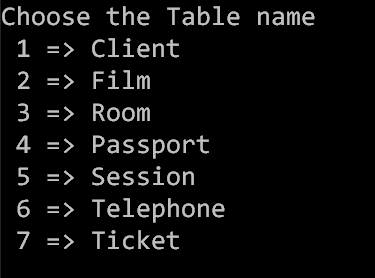 Choose the Table name
1 => Client
2 => Film
3 => Room
4 => Passport
5 => Session
6 => Telephone
7 => Ticket